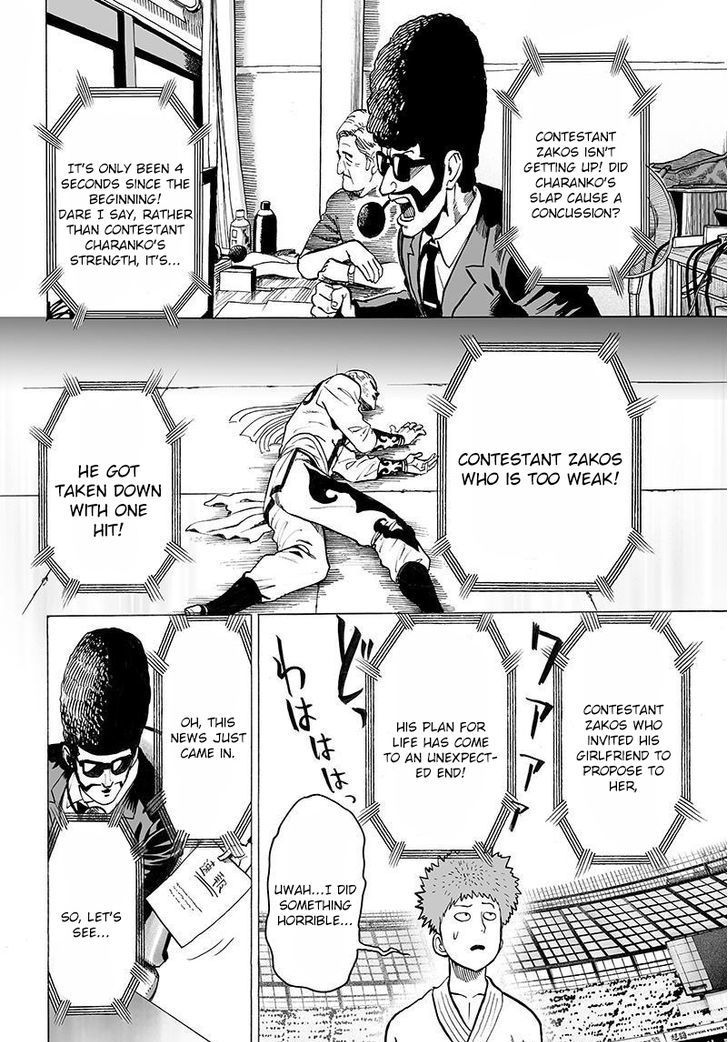 CONTESTANT
ZAKOS ISN'T
GETTING UP! DID
CHARANKO'S
SLAP CAUSE A
CONCUSSION?
IT'S ONLY BEEN 4
SECONDS SINCE THE
BEGINNING!
DARE I SAY, RATHER
THAN CONTESTANT
CHARANKO'S
STRENGTH, IT'S...
CONTESTANT ZAKOS
WHO IS TOO WEAK!
HE GOT
TAKEN DOWN
WITH ONE
HIT!
CONTESTANT
ZAKOS WHO
INVITED HIS
GIRLFRIEND TO
PROPOSE TO
HER,
クアアアア
HIS PLAN FOR
LIFE HAS COME
TO AN UNEXPECT-
ED END!
どっ
わはははっ
UWAH...I DID
SOMETHING
HORRIBLE...
OH, THIS
NEWS JUST
CAME IN.
SO, LET'S
SEE...